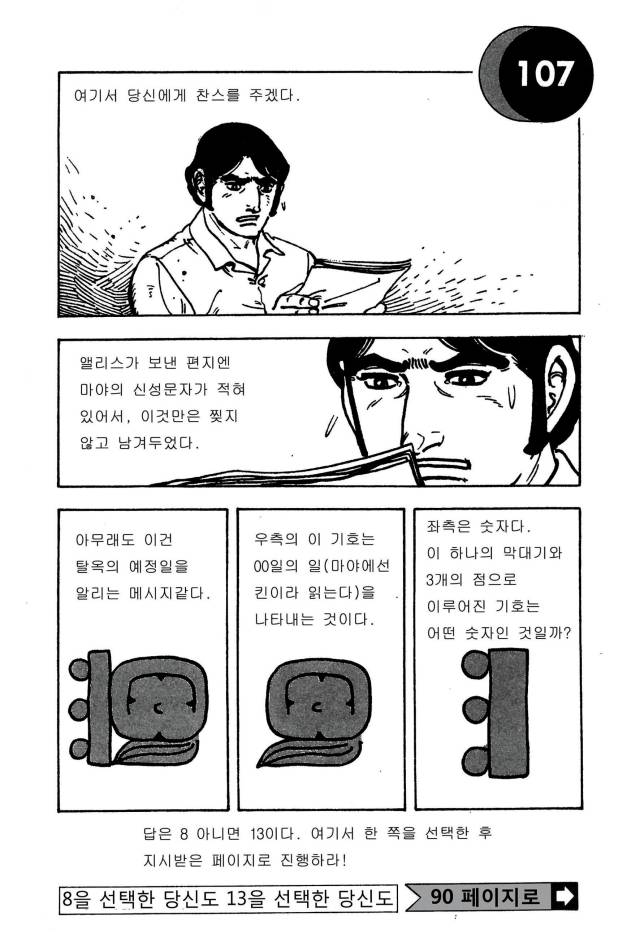 107
여기서 당신에게 찬스를 주겠다.
앨리스가 보낸 편지엔
마야의 신성문자가 적혀
있어서, 이것만은 찢지
않고 남겨두었다.
아무래도 이건
탈옥의 예정일을
알리는 메시지같다.
우측의 이 기호는
00일의 일(마야에선
킨이라 읽는다)을
나타내는 것이다.
좌측은 숫자다.
이 하나의 막대기와
3개의 점으로
이루어진 기호는
어떤 숫자인 것일까?
답은 8 아니면 13이다. 여기서 한 쪽을 선택한 후
지시받은 페이지로 진행하라!
8을 선택한 당신도 13을 선택한 당신도
90 페이지로